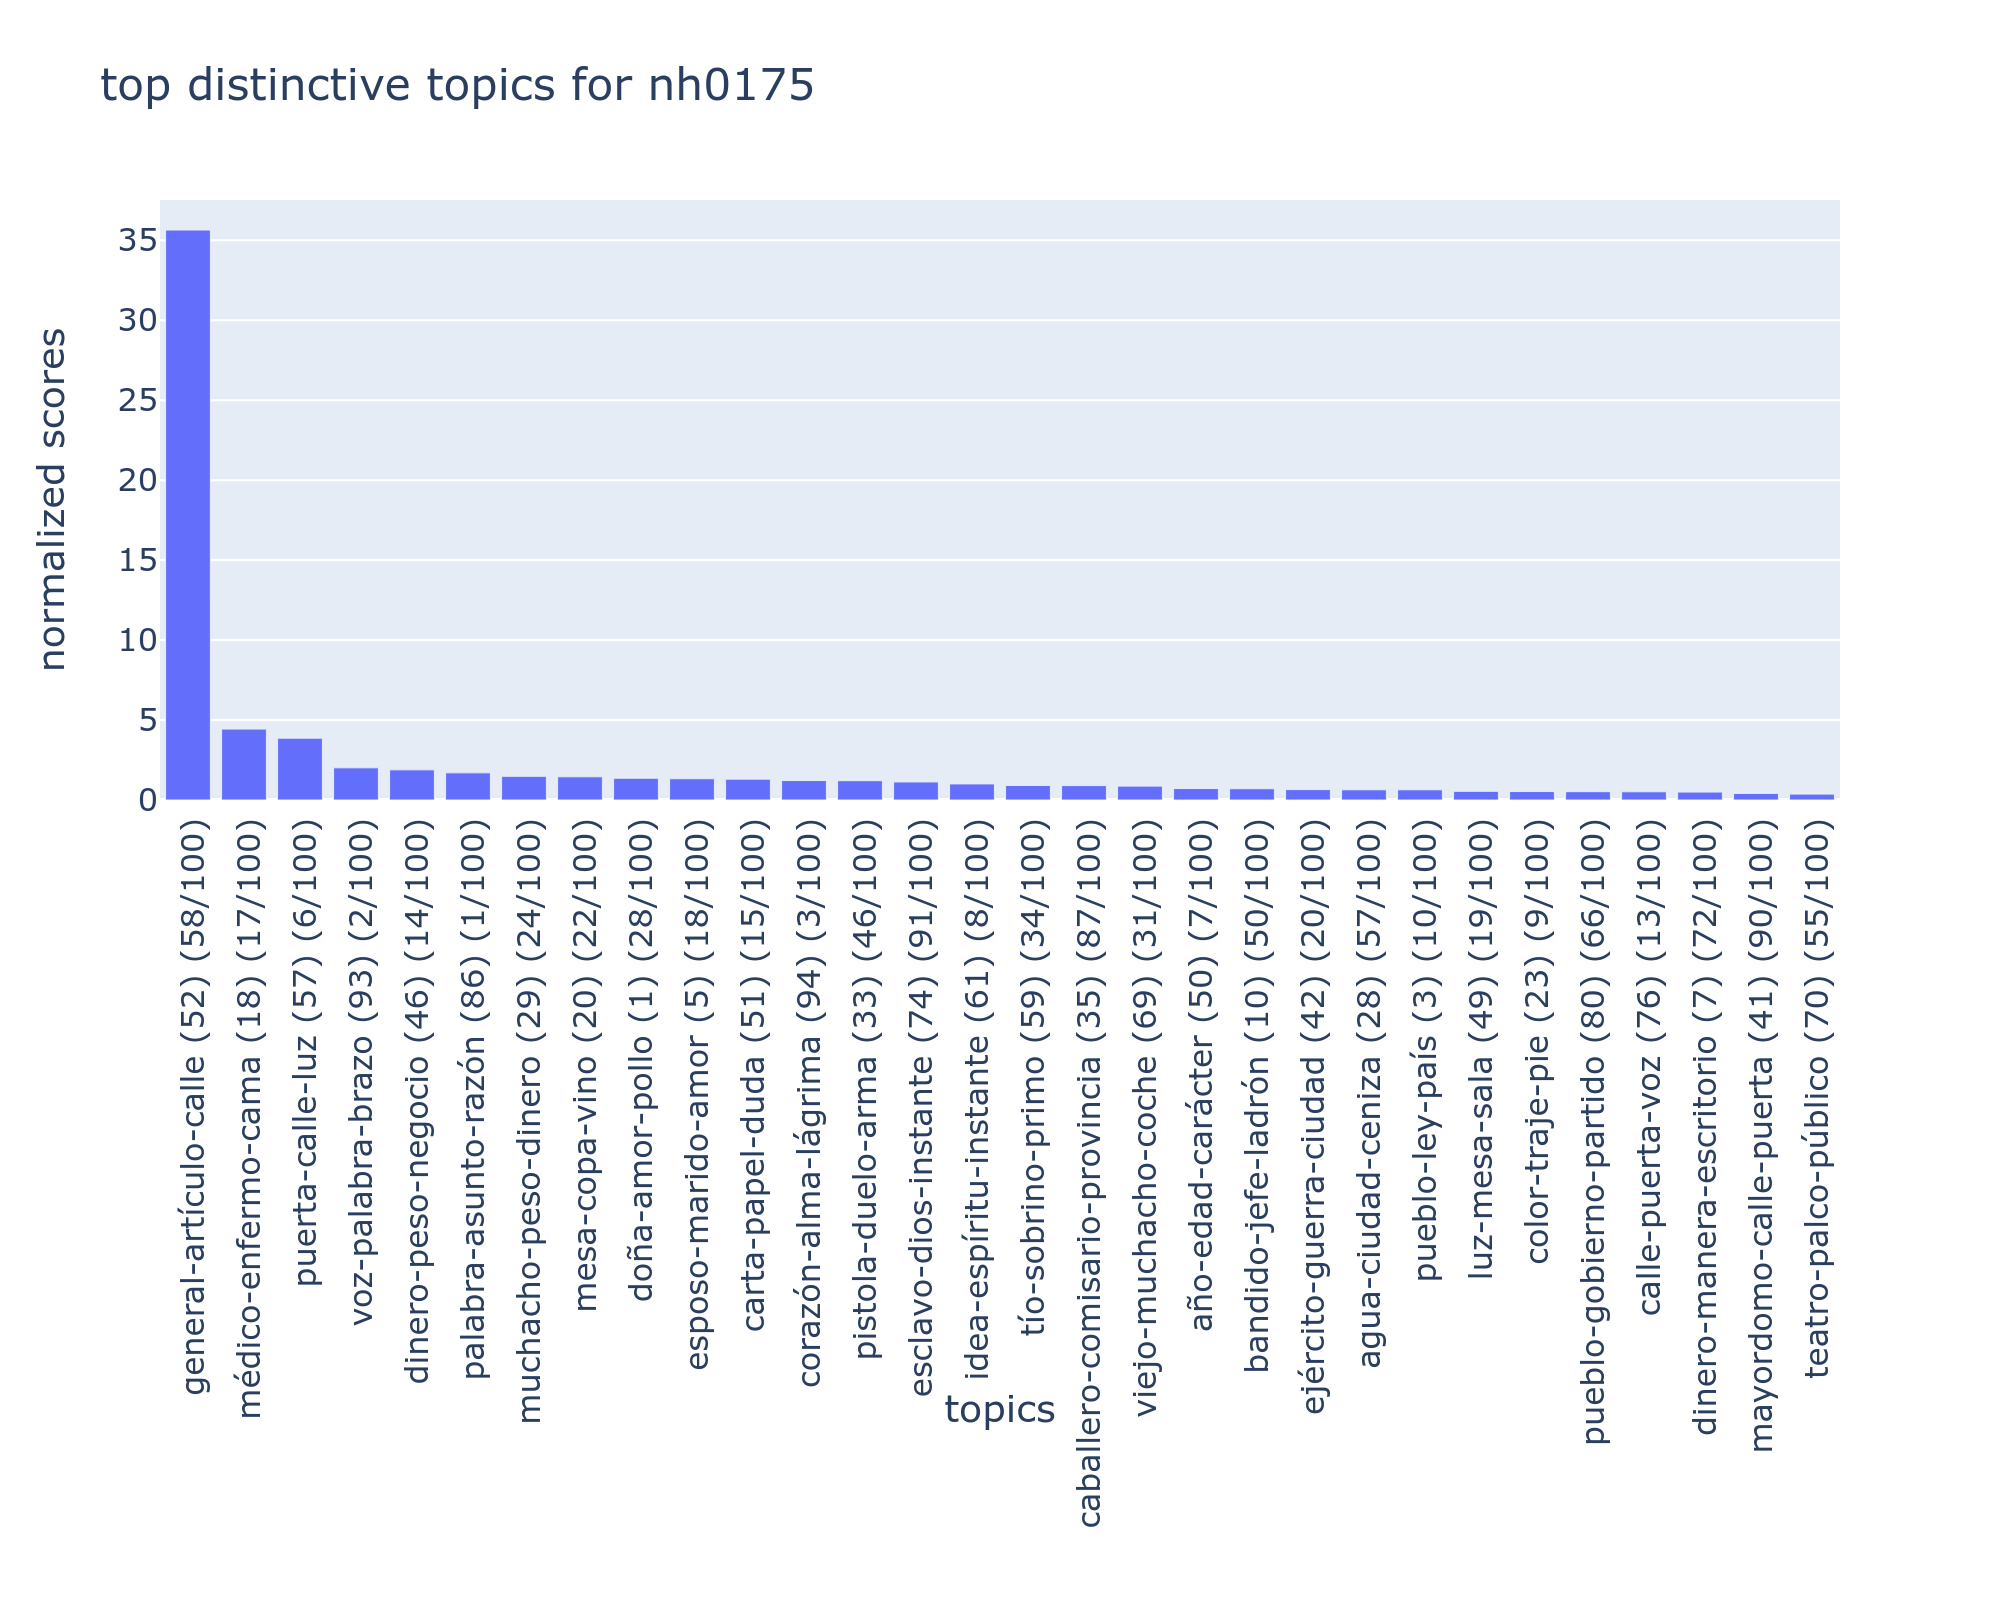 top distinctive topics for nh0175
normalized scores
35
30
25
20
15
10
5
0
general-artículo-calle (52) (58/100)
médico-enfermo-cama (18) (17/100)
puerta-calle-luz (57) (6/100)
voz-palabra-brazo (93) (2/100)
dinero-peso-negocio (46) (14/100)
palabra-asunto-razón (86) (1/100)
muchacho-peso-dinero (29) (24/100)
mesa-copa-vino (20) (22/100)
doña-amor-pollo (1) (28/100)
esposo-marido-amor (5) (18/100)
carta-papel-duda (51) (15/100)
corazón-alma-lágrima (94) (3/100)
pistola-duelo-arma (33) (46/100)
esclavo-dios-instante (74) (91/100)
idea-espíritu-instante (61) (8/100)
tío-sobrino-primo (59) (34/100)
caballero-comisario-provincia (35) (87/100)
viejo-muchacho-coche (69) (31/100)
año-edad-carácter (50) (7/100)
bandido-jefe-ladrón (10) (50/100)
ejército-guerra-ciudad (42) (20/100)
agua-ciudad-ceniza (28) (57/100)
pueblo-ley-país (3) (10/100)
luz-mesa-sala (49) (19/100)
color-traje-pie (23) (9/100)
pueblo-gobierno-partido (80) (66/100)
calle-puerta-voz (76) (13/100)
dinero-manera-escritorio (7) (72/100)
mayordomo-calle-puerta (41) (90/100)
teatro-palco-público (70) (55/100)
topics